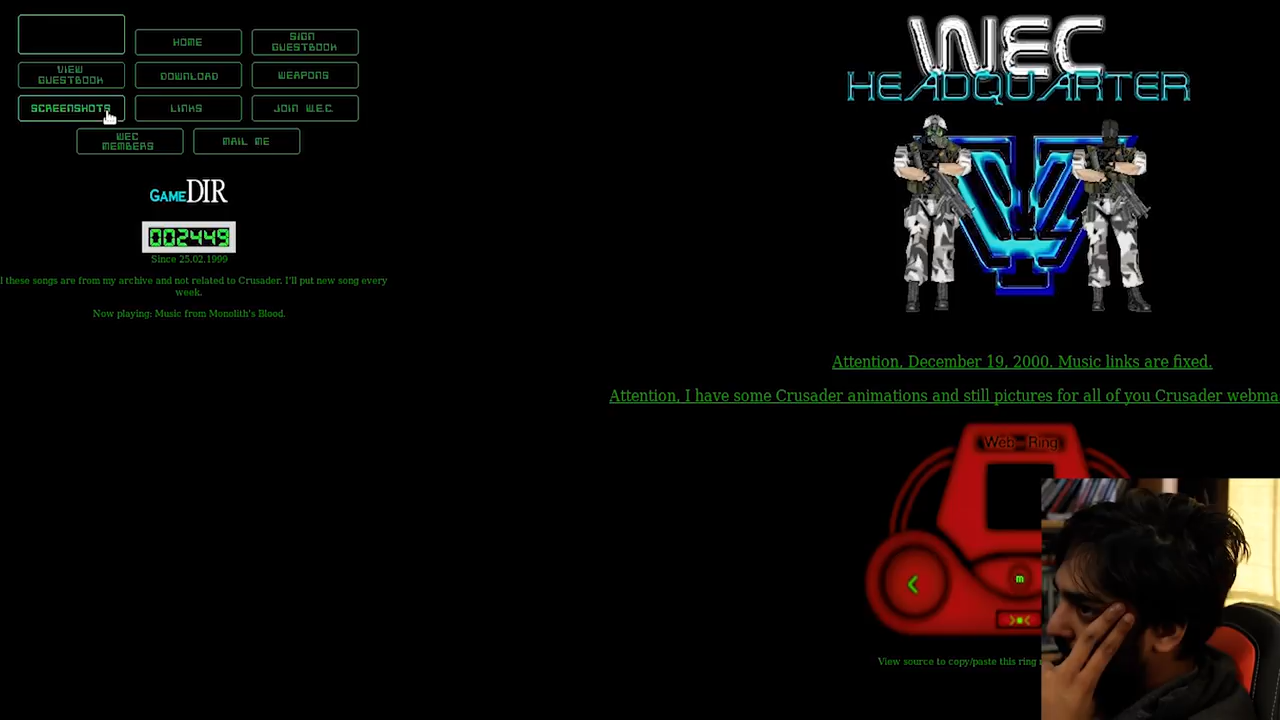 HOME
SIGN
GUESTBOOK
VIEW
GUESTBOOK
DOWNLOAD
WEAPONS
SCREENSHOTS
LINKS
JOIN W.E.C.
WEC
MEMBERS
MAIL ME
GAMEDIR
002449
Since 25.02.1999
l these songs are from my archive and not related to Crusader. I'll put new song every
week.
Now playing: Music from Monolith's Blood.
WEC
HEADQUARTER
Attention, December 19, 2000. Music links are fixed.
Attention, I have some Crusader animations and still pictures for all of you Crusader webma
Web-Ring
< m
>■<
View source to copy/paste this ring